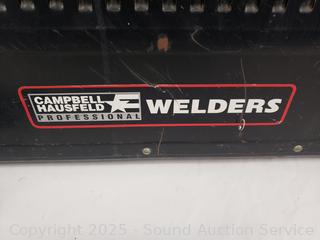 CAMPBELL
HAUSFELD
PROFESSIONAL
WELDERS
Copyright 2025 - Sound Auction Service